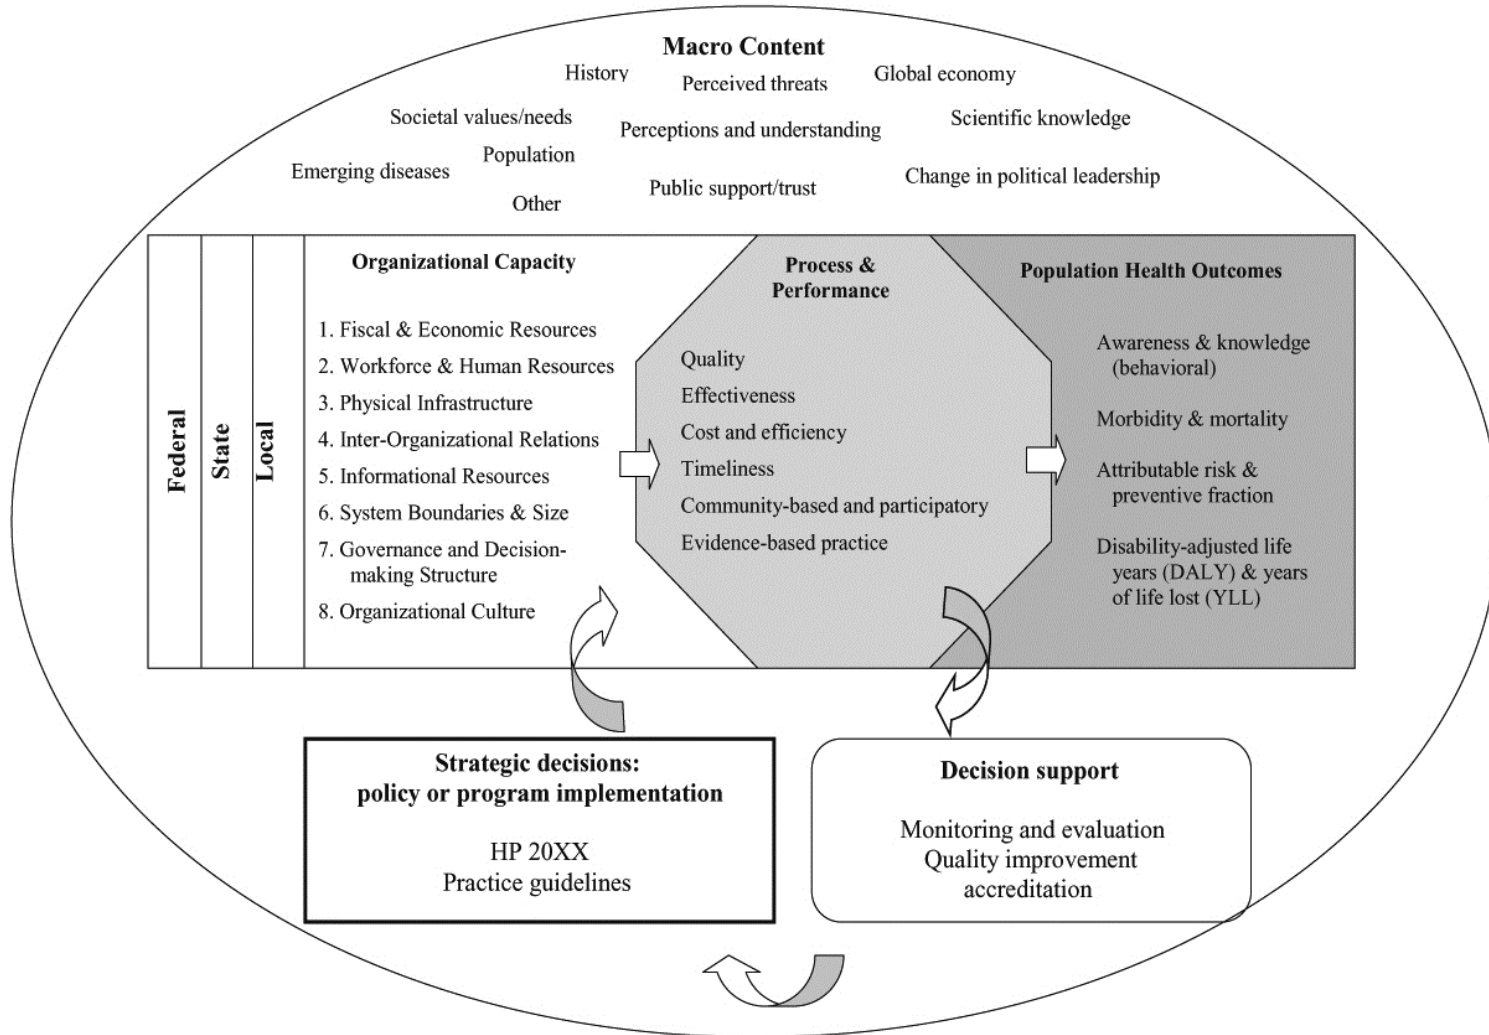 Macro Content
History
Perceived threats
Global economy
Societal values/needs
Perceptions and understanding
Scientific knowledge
Population
Emerging diseases
Public support/trust
Change in political leadership
Other
Federal
State
Local
Organizational Capacity
1. Fiscal & Economic Resources
2. Workforce & Human Resources
3. Physical Infrastructure
4. Inter-Organizational Relations
5. Informational Resources
6. System Boundaries & Size
7. Governance and Decision-
making Structure
8. Organizational Culture
Process &
Performance
Quality
Effectiveness
Cost and efficiency
Timeliness
Community-based and participatory
Evidence-based practice
Population Health Outcomes
Awareness & knowledge
(behavioral)
Morbidity & mortality
Attributable risk &
preventive fraction
Disability-adjusted life
years (DALY) & years
of life lost (YLL)
Strategic decisions:
policy or program implementation
HP 20XX
Practice guidelines
Decision support
Monitoring and evaluation
Quality improvement
accreditation